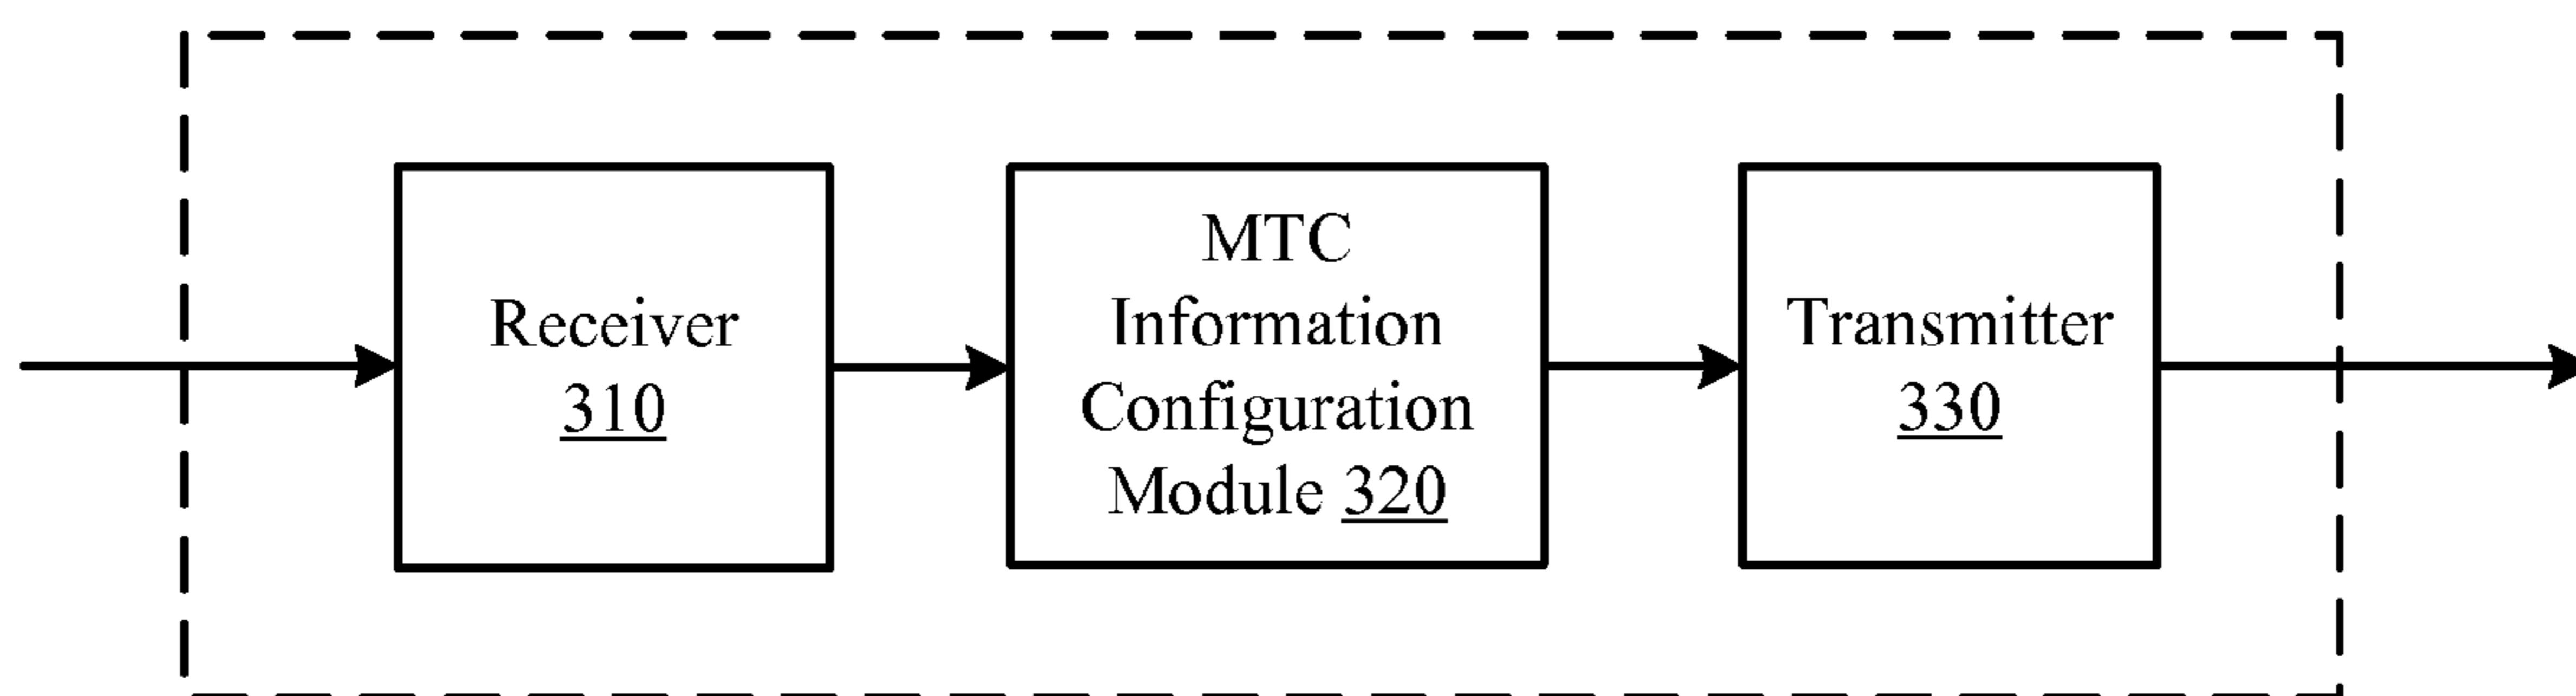 Receiver
310
MTC
Information
Configuration
Module 320
Transmitter
330